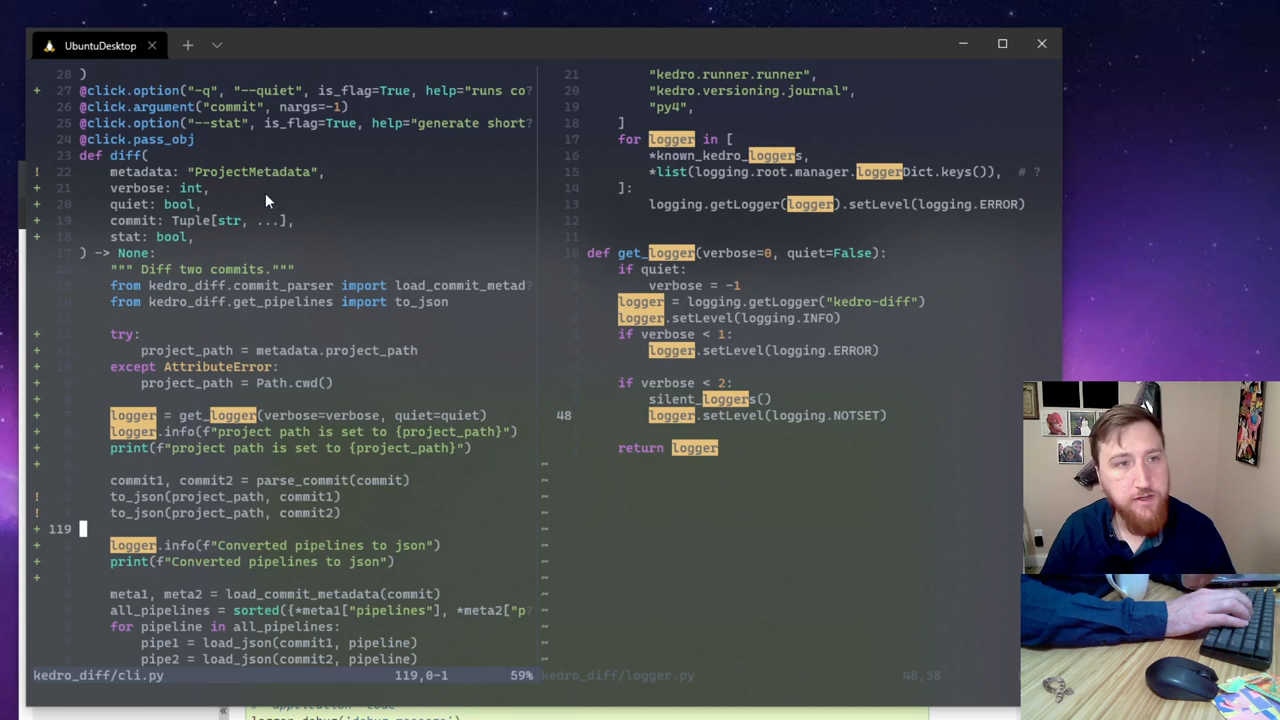 UbuntuDesktop
28 )
+ 27 @click.option("-q", "--quiet", is_flag=True, help="runs co?
26 @click.argument("commit", nargs=-1)
25 @click.option("--stat", is_flag=True, help="generate short?
24 @click.pass_obj
23 def diff(
! 22 metadata: "ProjectMetadata",
+ 21 verbose: int,
+ 20 quiet: bool,
+ 19 commit: Tuple[str, ...],
+ 18 stat: bool,
17 ) -> None:
16 """ Diff two commits."""
15 from kedro_diff.commit_parser import load_commit_metad?
14 from kedro_diff.get_pipelines import to_json
+ 12 try:
+ 11 project_path = metadata.project_path
+ except AttributeError:
+ project_path = Path.cwd()
+
+ logger = get_logger(verbose=verbose, quiet=quiet)
+ logger.info(f"project path is set to {project_path}")
+ print(f"project path is set to {project_path}")
+
commit1, commit2 = parse_commit(commit)
! to_json(project_path, commit1)
! to_json(project_path, commit2)
+ 119
+ logger.info(f"Converted pipelines to json")
+ print(f"Converted pipelines to json")
+
meta1, meta2 = load_commit_metadata(commit)
all_pipelines = sorted({*meta1["pipelines"], *meta2["p?
for pipeline in all_pipelines:
pipe1 = load_json(commit1, pipeline)
pipe2 = load_json(commit2, pipeline)
kedro_diff/cli.py 119,0-1 59%
21 "kedro.runner.runner",
20 "kedro.versioning.journal",
19 "py4",
18 ]
17 for logger in [
16 *known_kedro_loggers,
15 *list(logging.root.manager.loggerDict.keys()), # ?
14 ]:
13 logging.getLogger(logger).setLevel(logging.ERROR)
12
11
10 def get_logger(verbose=0, quiet=False):
9 if quiet:
8 verbose = -1
7 logger = logging.getLogger("kedro-diff")
6 logger.setLevel(logging.INFO)
if verbose < 1:
logger.setLevel(logging.ERROR)
if verbose < 2:
silent_loggers()
48 logger.setLevel(logging.NOTSET)
return logger
~
~
~
~
~
~
~
~
~
~
~
~
~
kedro_diff/logger.py 48,38